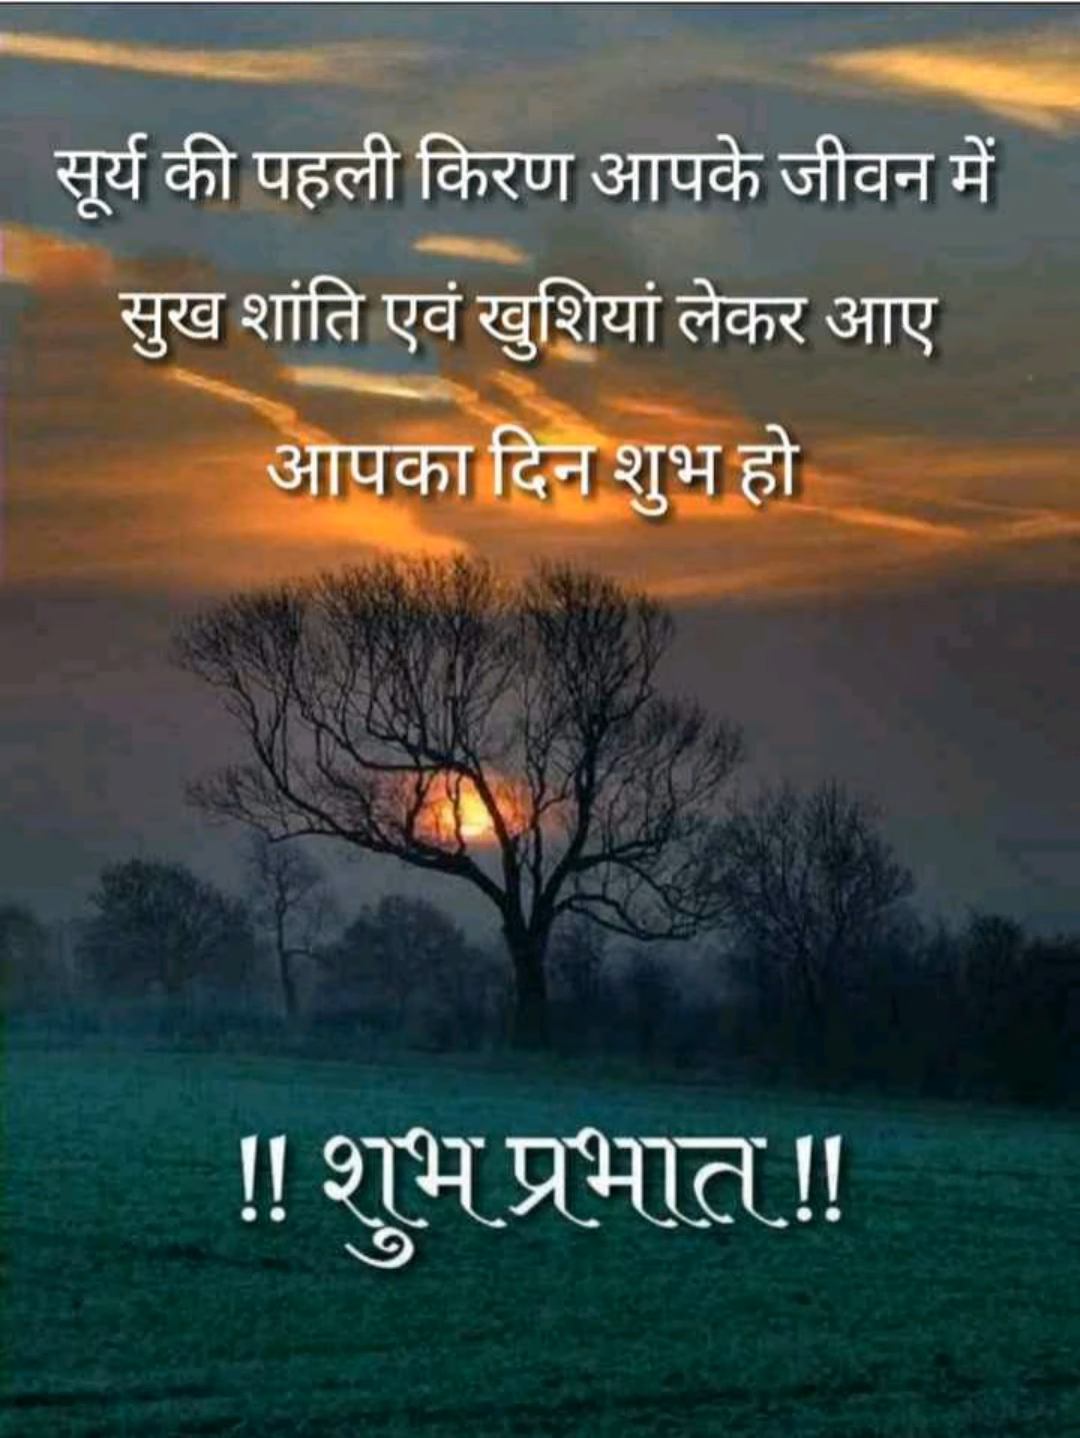 सूर्य की पहली किरण आपके जीवन में
सुख शांति एवं खुशियां लेकर आए
आपका दिन शुभ हो
!! शुभ प्रभात !!